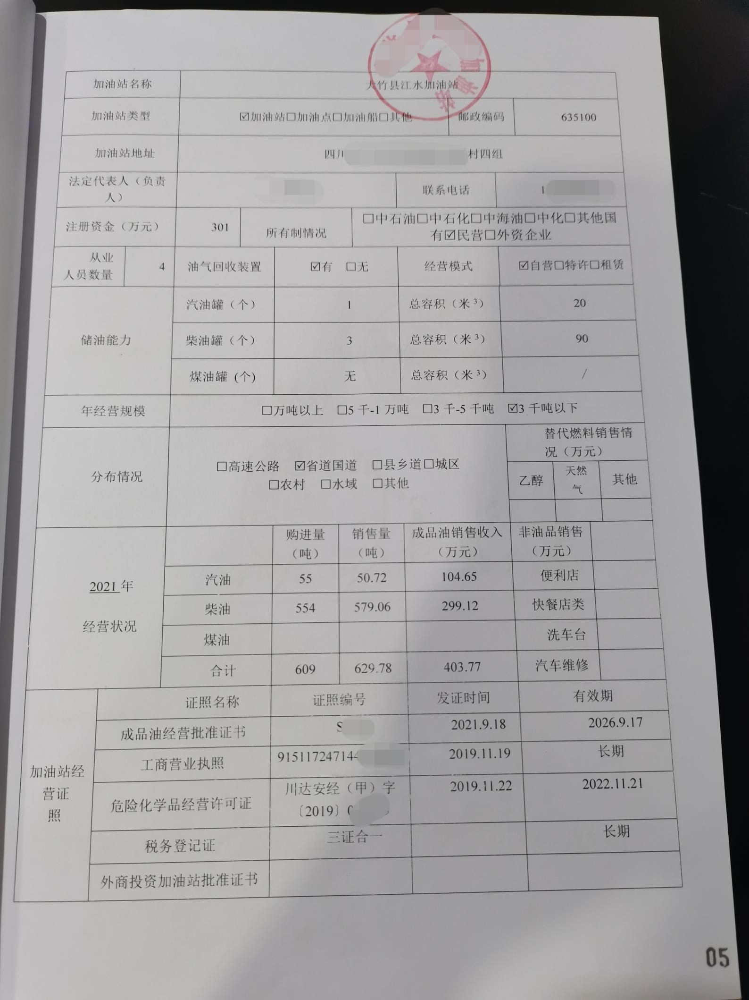 加油站名称 大竹县江水加油站
加油站
加油站类型 ☑加油站□加油点□加油船□其他 邮政编码 635100
加油站地址 四川 村四组
法定代表人（负责
人） 联系电话 1
注册资金（万元） 301 所有制情况 □中石油□中石化□中海油□中化□其他国
有☑民营□外资企业
从业
人员数量 4 油气回收装置 ☑有 □无 经营模式 ☑自营□特许□租赁
储油能力 汽油罐（个） 1 总容积（米³） 20
柴油罐（个） 3 总容积（米³） 90
煤油罐 (个) 无 总容积（米³） /
年经营规模 □万吨以上 □5 千-1 万吨 □3 千-5 千吨 ☑3 千吨以下
分布情况 □高速公路 ☑省道国道 □县乡道□城区
□农村 □水域 □其他
替代燃料销售情
况（万元）
乙醇 天然
气 其他
2021 年
经营状况
购进量
（吨） 销售量
（吨） 成品油销售收入
（万元） 非油品销售
（万元）
汽油 55 50.72 104.65 便利店
柴油 554 579.06 299.12 快餐店类
煤油 洗车台
合计 609 629.78 403.77 汽车维修
加油站经
营证
照
证照名称 证照编号 发证时间 有效期
成品油经营批准证书 S 2021.9.18 2026.9.17
工商营业执照 915117247144 2019.11.19 长期
危险化学品经营许可证 川达安经（甲）字
〔2019〕0 2019.11.22 2022.11.21
税务登记证 三证合一 长期
外商投资加油站批准证书
05